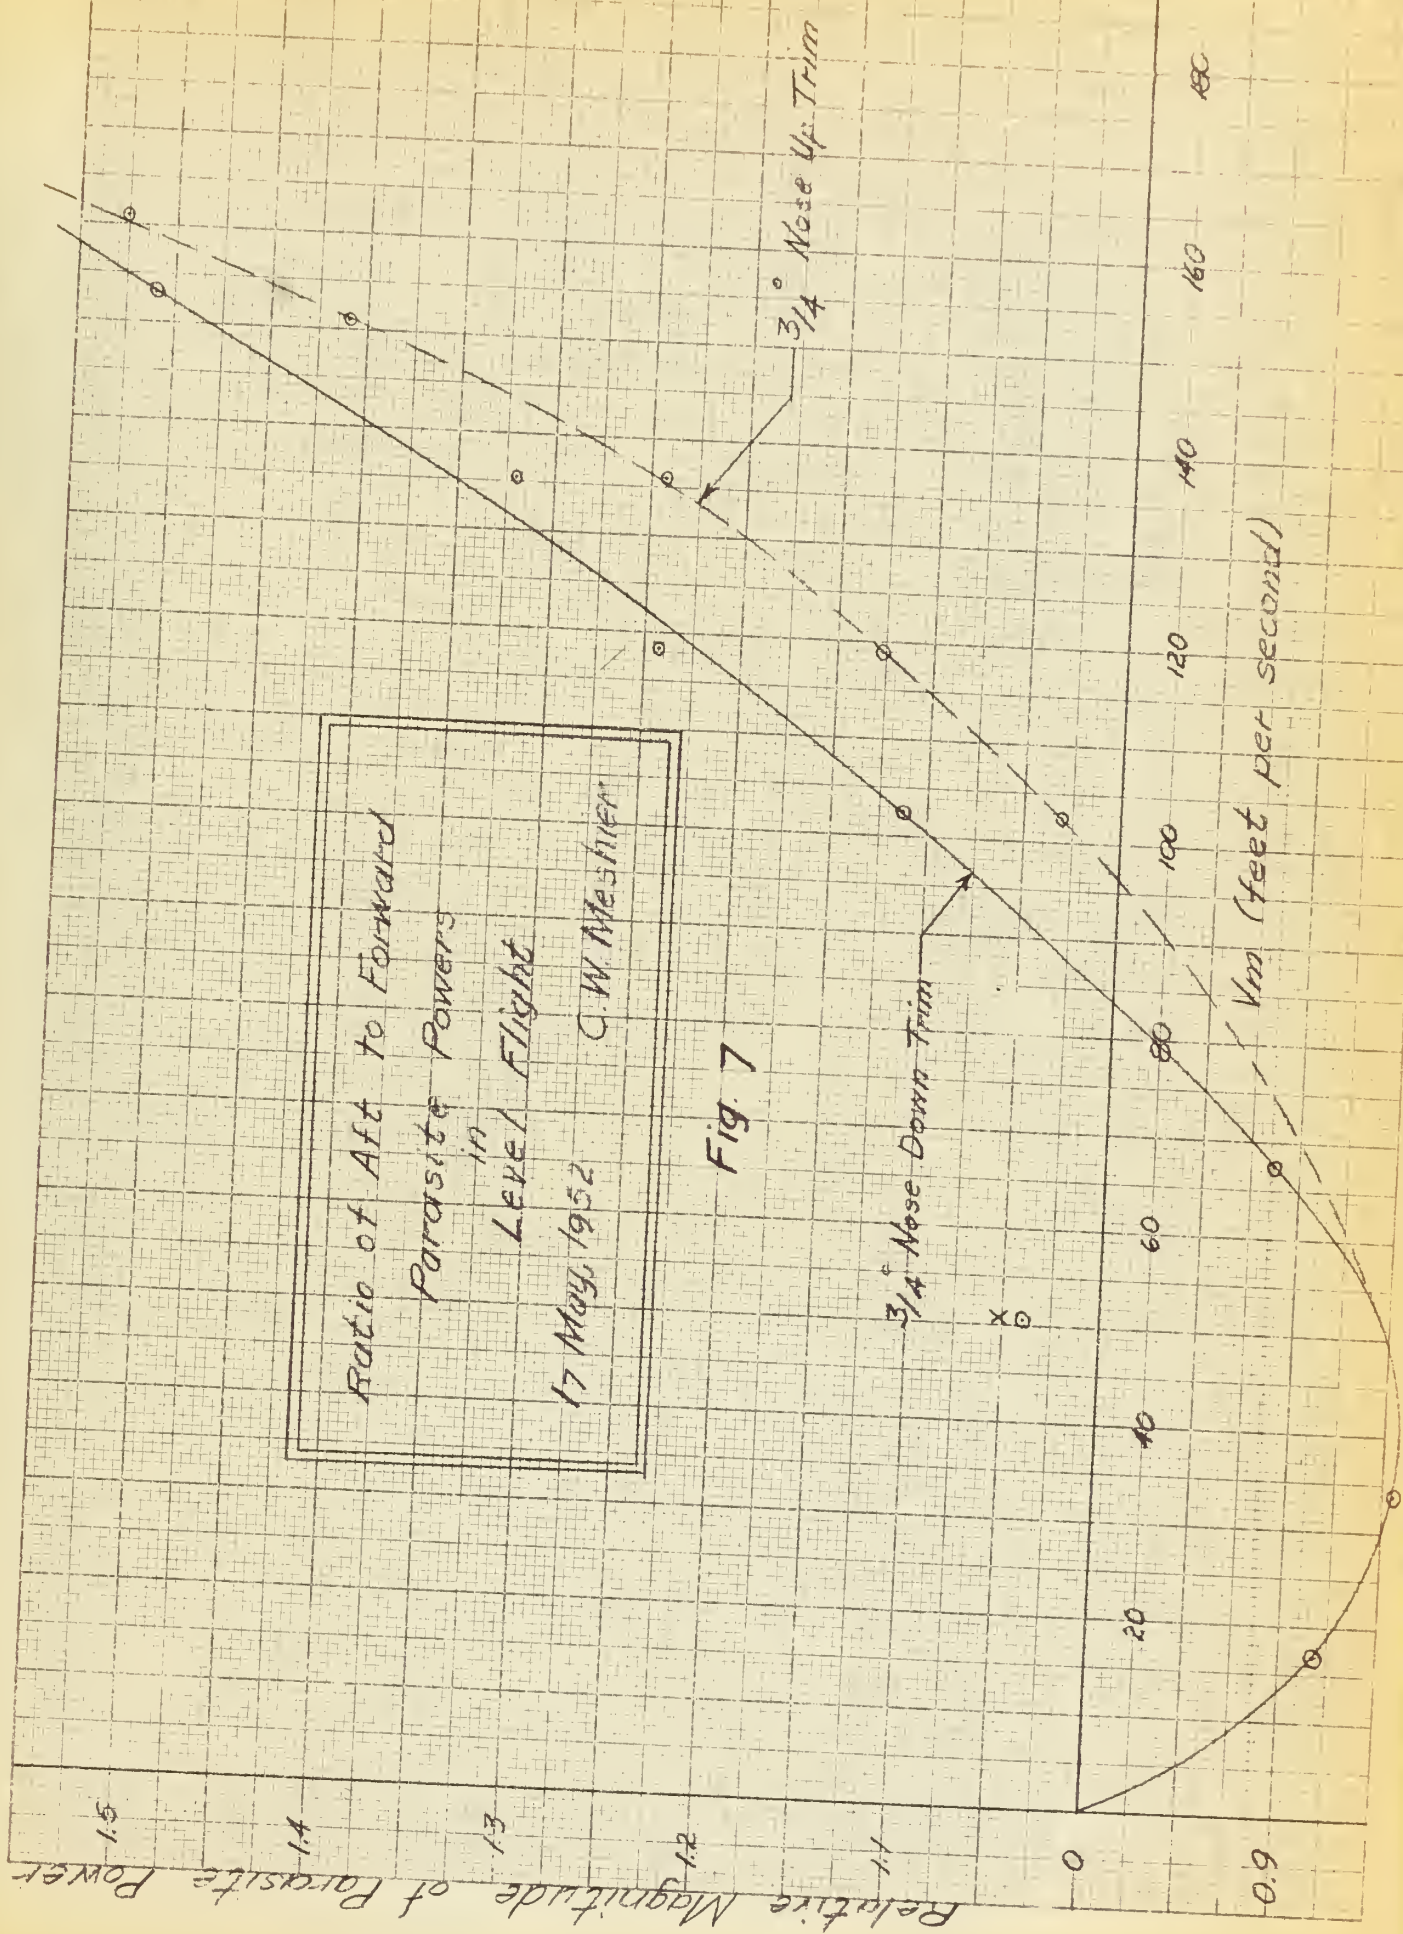 Relative Magnitude of Parasite Power
1.5
1.4
1.3
1.2
1.1
0
0.9
Ratio of Aft to Forward
Parasite Powers
in
Level Flight
17 May, 1952 C.W. Meshier
Fig. 7
3/4° Nose Up Trim
3/4° Nose Down Trim
20
40
60
80
100
120
140
160
180
Vm (feet per second)